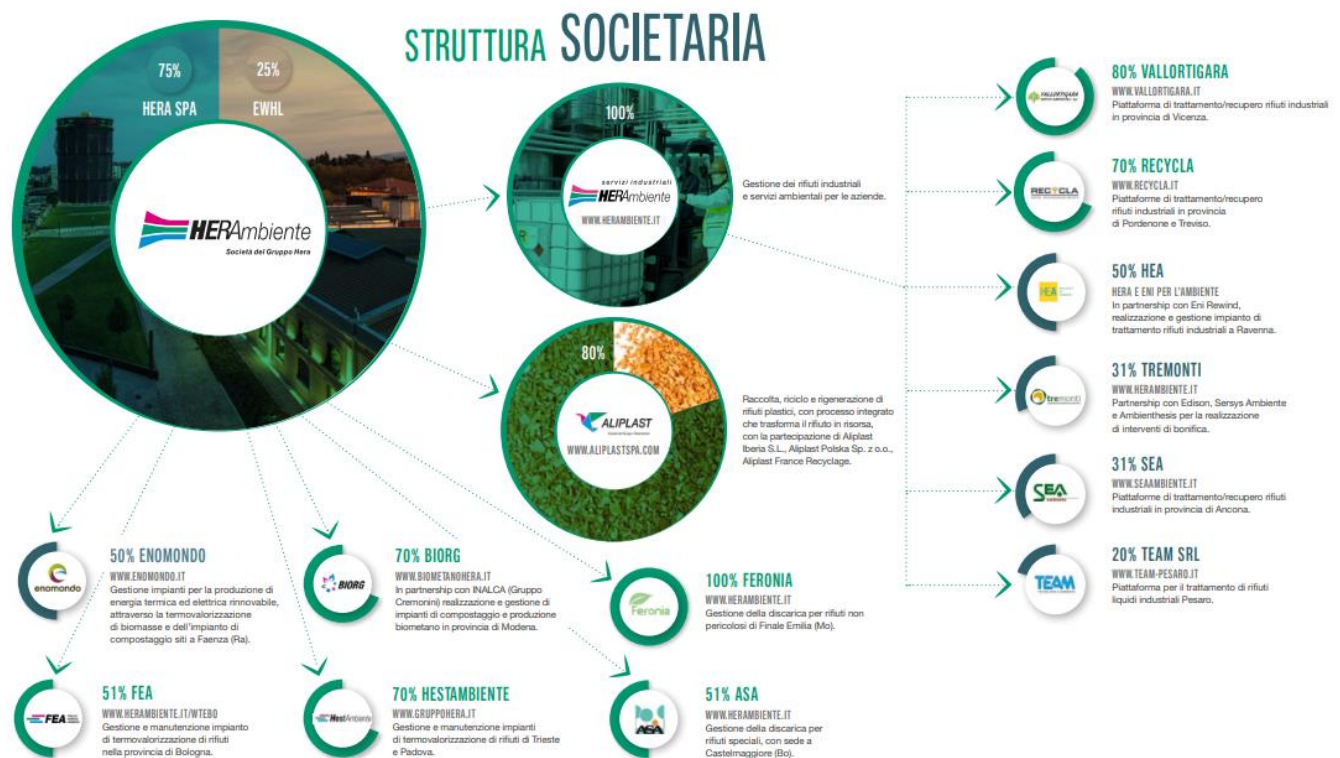 STRUTTURA SOCIETARIA
75%
HERA SPA
25%
EWHL
HERAmbiente
Società del Gruppo Hera
100%
servizi industriali
HERAmbiente
WWW.HERAMBIENTE.IT
Gestione dei rifiuti industriali
e servizi ambientali per le aziende.
80%
ALIPLAST
WWW.ALIPLASTSPA.COM
Raccolta, riciclo e rigenerazione di
rifiuti plastici, con processo integrato
che trasforma il rifiuto in risorsa,
con la partecipazione di Aliplast
Iberia S.L., Aliplast Polska Sp. z o.o.,
Aliplast France Recyclage.
VALLORTIGARA
80% VALLORTIGARA
WWW.VALLORTIGARA.IT
Piattaforma di trattamento/recupero rifiuti industriali
in provincia di Vicenza.
RECYCLA
70% RECYCLA
WWW.RECYCLA.IT
Piattaforme di trattamento/recupero
rifiuti industriali in provincia
di Pordenone e Treviso.
HEA
50% HEA
HERA E ENI PER L'AMBIENTE
In partnership con Eni Rewind,
realizzazione e gestione impianto di
trattamento rifiuti industriali a Ravenna.
tremonti
31% TREMONTI
WWW.HERAMBIENTE.IT
Partnership con Edison, Sersys Ambiente
e Ambienthesis per la realizzazione
di interventi di bonifica.
SEA
31% SEA
WWW.SEAAMBIENTE.IT
Piattaforme di trattamento/recupero rifiuti
industriali in provincia di Ancona.
TEAM
20% TEAM SRL
WWW.TEAM-PESARO.IT
Piattaforma per il trattamento di rifiuti
liquidi industriali Pesaro.
enomondo
50% ENOMONDO
WWW.ENOMONDO.IT
Gestione impianti per la produzione di
energia termica ed elettrica rinnovabile,
attraverso la termovalorizzazione
di biomasse e dell'impianto di
compostaggio siti a Faenza (Ra).
BIORG
70% BIORG
WWW.BIOMETANOHERA.IT
In partnership con INALCA (Gruppo
Cremonini) realizzazione e gestione di
impianti di compostaggio e produzione
biometano in provincia di Modena.
Feronia
100% FERONIA
WWW.HERAMBIENTE.IT
Gestione della discarica per rifiuti non
pericolosi di Finale Emilia (Mo).
FEA
51% FEA
WWW.HERAMBIENTE.IT/WTEBO
Gestione e manutenzione impianto
di termovalorizzazione di rifiuti
nella provincia di Bologna.
HestAmbiente
70% HESTAMBIENTE
WWW.GRUPPOHERA.IT
Gestione e manutenzione impianti
di termovalorizzazione di rifiuti di Trieste
e Padova.
ASA
51% ASA
WWW.HERAMBIENTE.IT
Gestione della discarica per
rifiuti speciali, con sede a
Castelmaggiore (Bo).